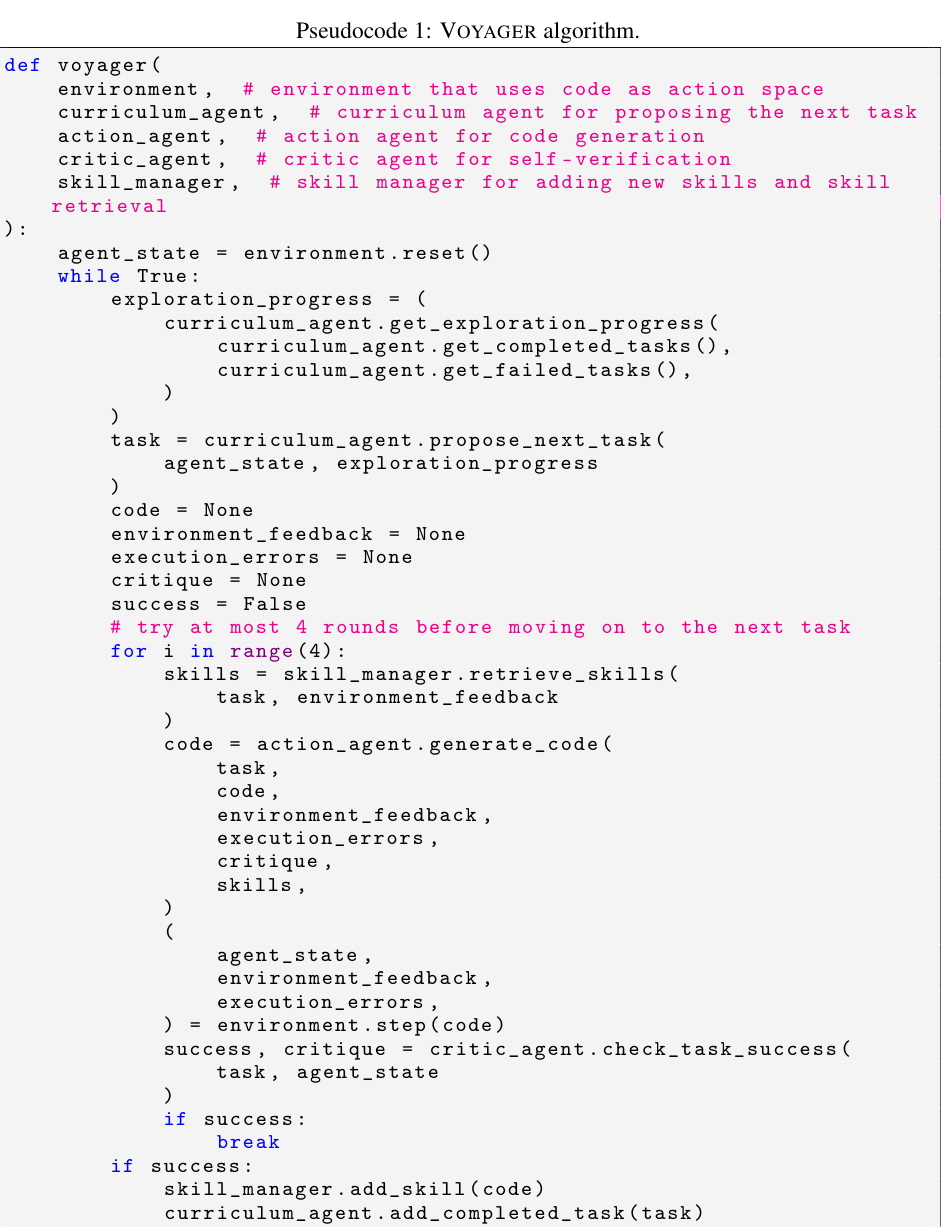 Pseudocode 1: VOYAGER algorithm.
def voyager(
    environment,  # environment that uses code as action space
    curriculum_agent,  # curriculum agent for proposing the next task
    action_agent,  # action agent for code generation
    critic_agent,  # critic agent for self-verification
    skill_manager,  # skill manager for adding new skills and skill
    retrieval
):
    agent_state = environment.reset()
    while True:
        exploration_progress = (
            curriculum_agent.get_exploration_progress(
                curriculum_agent.get_completed_tasks(),
                curriculum_agent.get_failed_tasks(),
            )
        )
        task = curriculum_agent.propose_next_task(
            agent_state, exploration_progress
        )
        code = None
        environment_feedback = None
        execution_errors = None
        critique = None
        success = False
        # try at most 4 rounds before moving on to the next task
        for i in range(4):
            skills = skill_manager.retrieve_skills(
                task, environment_feedback
            )
            code = action_agent.generate_code(
                task,
                code,
                environment_feedback,
                execution_errors,
                critique,
                skills,
            )
            (
                agent_state,
                environment_feedback,
                execution_errors,
            ) = environment.step(code)
            success, critique = critic_agent.check_task_success(
                task, agent_state
            )
            if success:
                break
        if success:
            skill_manager.add_skill(code)
            curriculum_agent.add_completed_task(task)